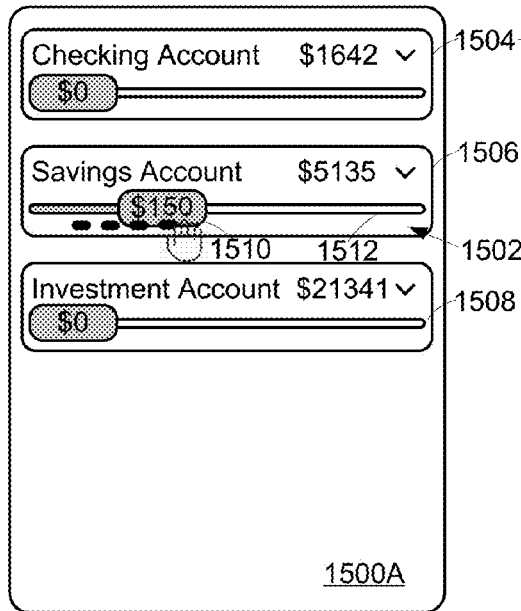 Checking Account $1642
1504
$0
Savings Account $5135
1506
$150
1510
1512
1502
Investment Account $21341
1508
$0
1500A